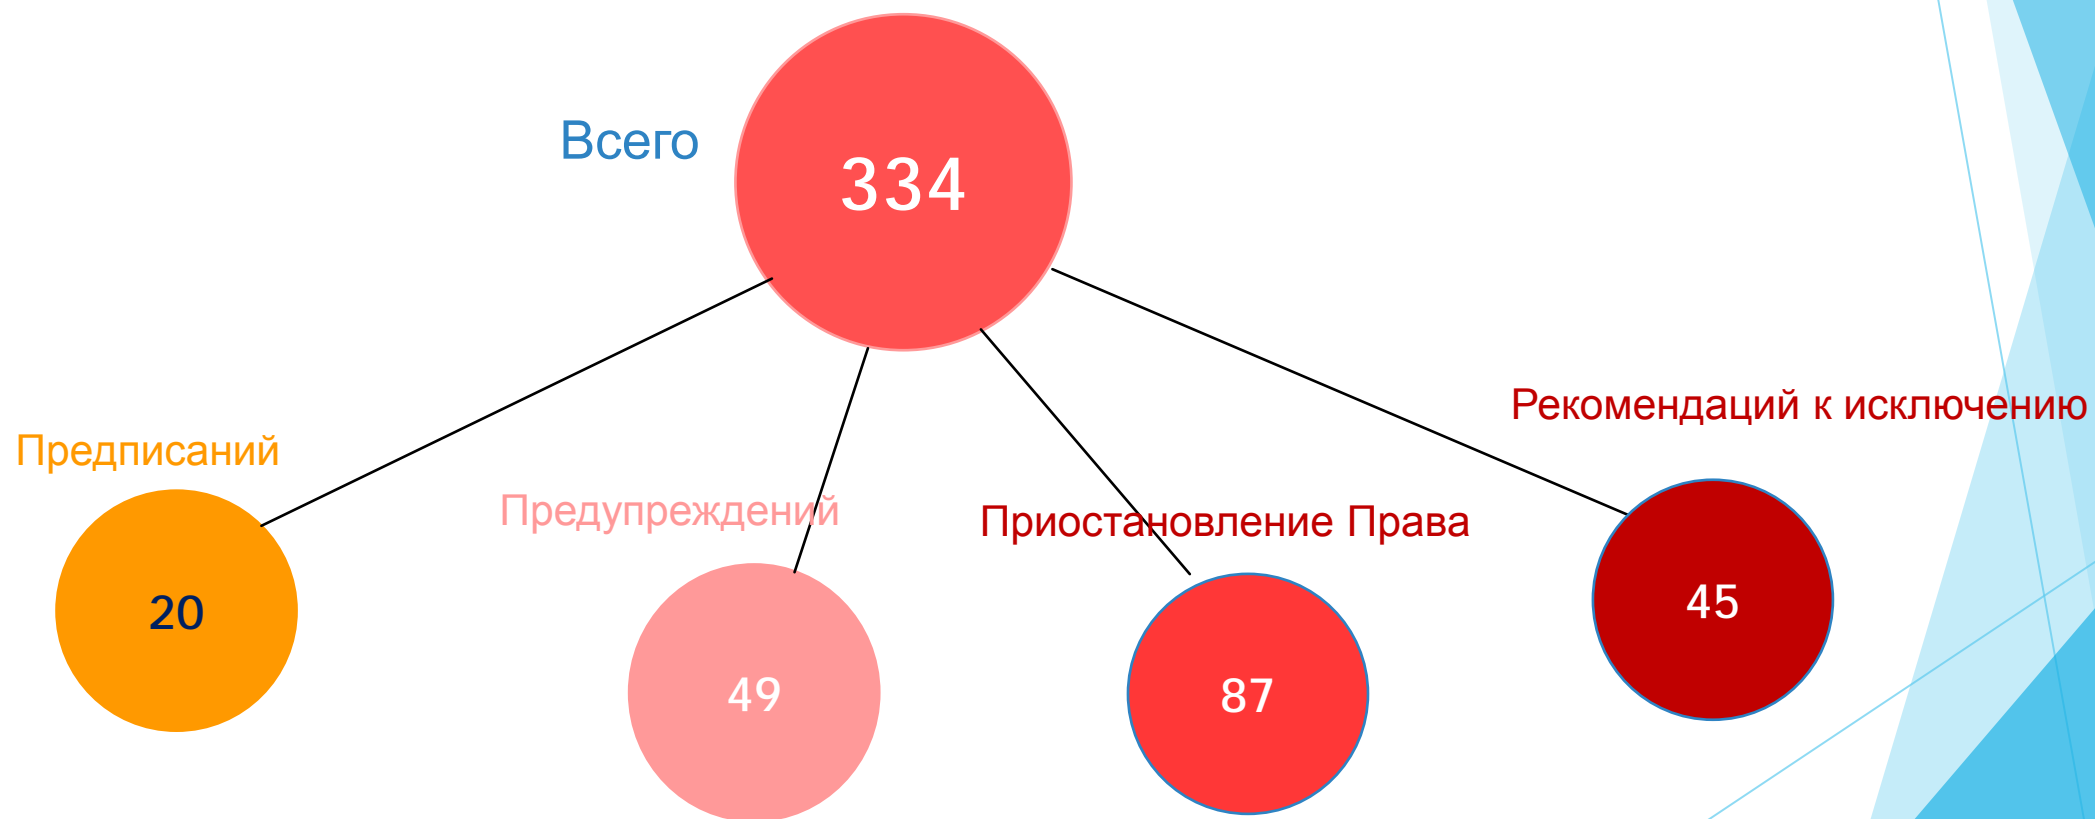 Всего
334
Рекомендаций к исключению
Предписаний
Предупреждений
Приостановление Права
20
49
87
45